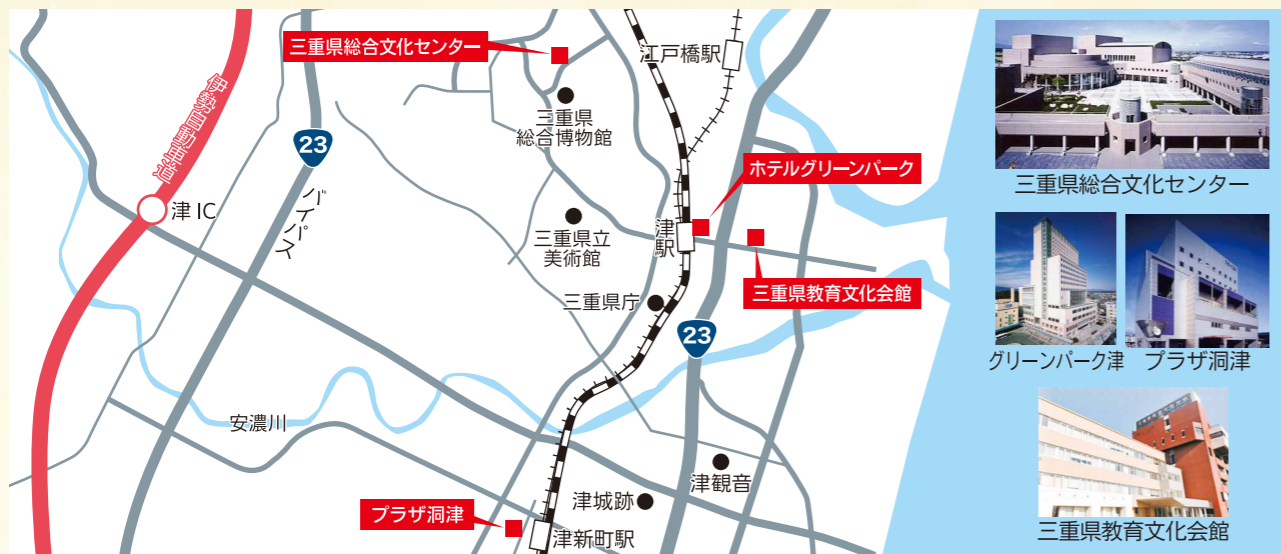 三重県総合文化センター
江戸橋駅
伊勢自動車道
三重県
総合博物館
23
バイパス
ホテルグリーンパーク
津IC
三重県立
美術館
津駅
三重県教育文化会館
三重県庁
23
安濃川
津観音
津城跡
プラザ洞津
津新町駅
三重県総合文化センター
グリーンパーク津
プラザ洞津
三重県教育文化会館